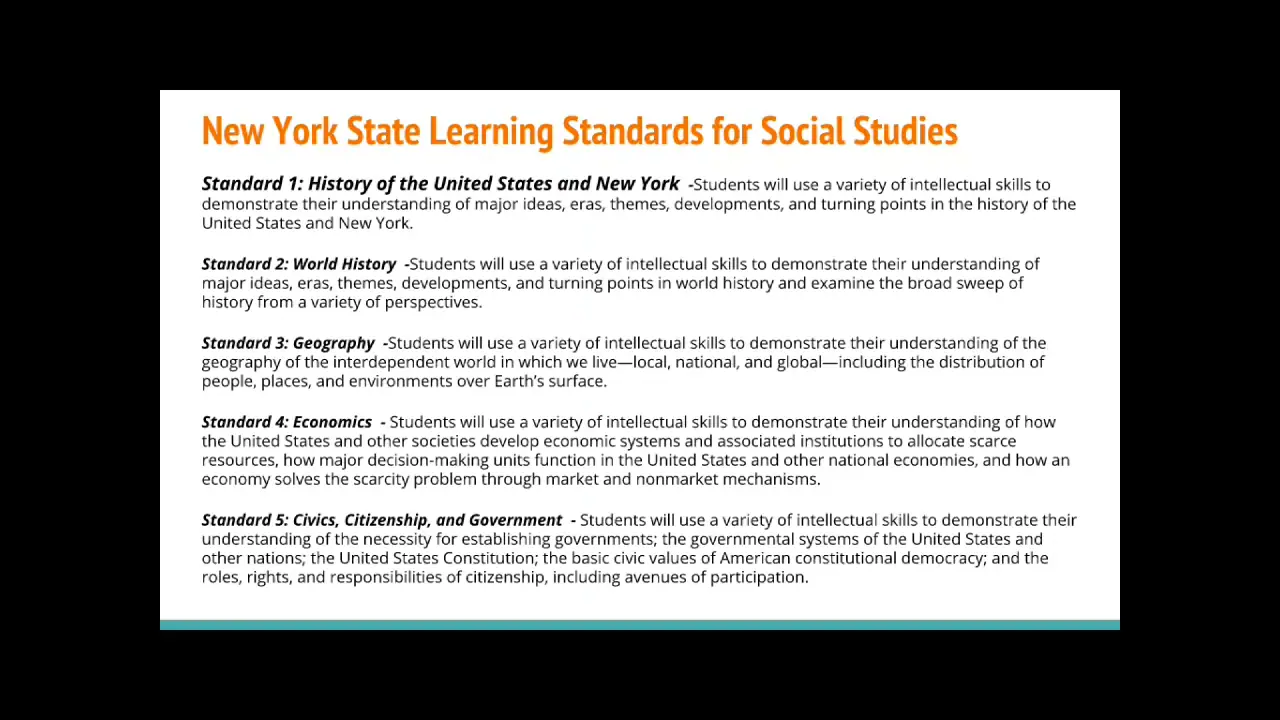 New York State Learning Standards for Social Studies
Standard 1: History of the United States and New York -Students will use a variety of intellectual skills to
demonstrate their understanding of major ideas, eras, themes, developments, and turning points in the history of the
United States and New York.
Standard 2: World History -Students will use a variety of intellectual skills to demonstrate their understanding of
major ideas, eras, themes, developments, and turning points in world history and examine the broad sweep of
history from a variety of perspectives.
Standard 3: Geography -Students will use a variety of intellectual skills to demonstrate their understanding of the
geography of the interdependent world in which we live—local, national, and global—including the distribution of
people, places, and environments over Earth’s surface.
Standard 4: Economics - Students will use a variety of intellectual skills to demonstrate their understanding of how
the United States and other societies develop economic systems and associated institutions to allocate scarce
resources, how major decision-making units function in the United States and other national economies, and how an
economy solves the scarcity problem through market and nonmarket mechanisms.
Standard 5: Civics, Citizenship, and Government - Students will use a variety of intellectual skills to demonstrate their
understanding of the necessity for establishing governments; the governmental systems of the United States and
other nations; the United States Constitution; the basic civic values of American constitutional democracy; and the
roles, rights, and responsibilities of citizenship, including avenues of participation.